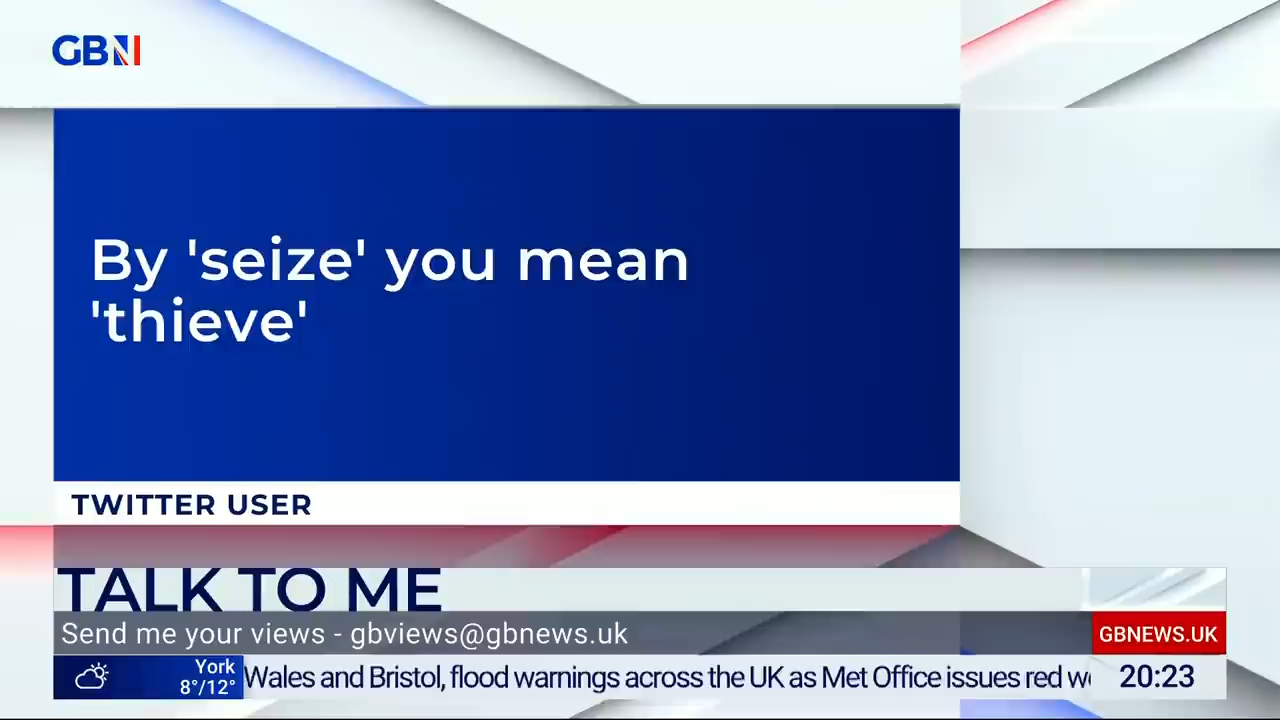 GBN
By 'seize' you mean
'thieve'
TWITTER USER
TALK TO ME
Send me your views - gbviews@gbnews.uk
GBNEWS.UK
York
8°/12°
Wales and Bristol, flood warnings across the UK as Met Office issues red
20:23